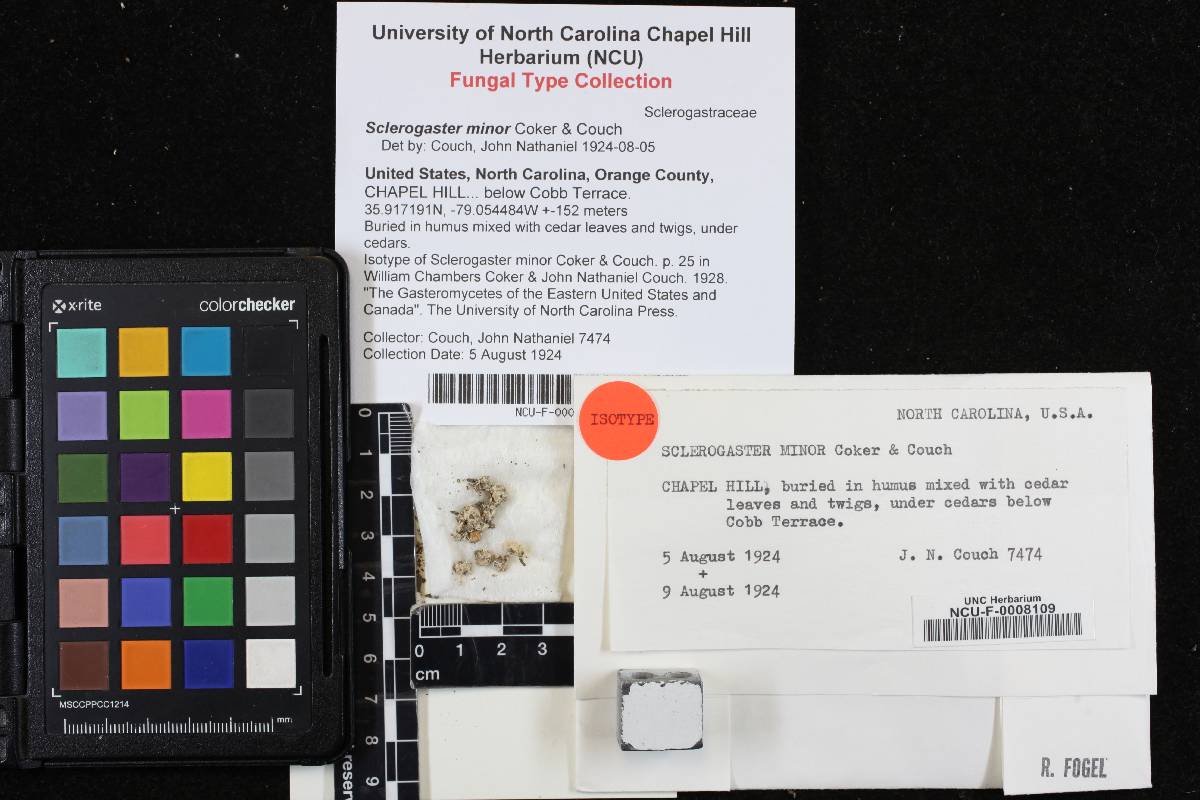 University of North Carolina Chapel Hill
Herbarium (NCU)
Fungal Type Collection
Sclerogastraceae
Sclerogaster minor Coker & Couch
Det by: Couch, John Nathaniel 1924-08-05
United States, North Carolina, Orange County,
CHAPEL HILL... below Cobb Terrace.
35.917191N, -79.054484W +-152 meters
Buried in humus mixed with cedar leaves and twigs, under
cedars.
Isotype of Sclerogaster minor Coker & Couch. p. 25 in
William Chambers Coker & John Nathaniel Couch. 1928.
"The Gasteromycetes of the Eastern United States and
Canada". The University of North Carolina Press.
Collector: Couch, John Nathaniel 7474
Collection Date: 5 August 1924
NCU-F-000
x-rite colorchecker
MSCCPPCC1214
mm
0
1
2
3
4
5
6
7
8
9
reser
0 1 2 3
cm
ISOTYPE
NORTH CAROLINA, U.S.A.
SCLEROGASTER MINOR Coker & Couch
CHAPEL HILL, buried in humus mixed with cedar
leaves and twigs, under cedars below
Cobb Terrace.
5 August 1924 J. N. Couch 7474
+
9 August 1924
UNC Herbarium
NCU-F-0008109
R. FOGEL